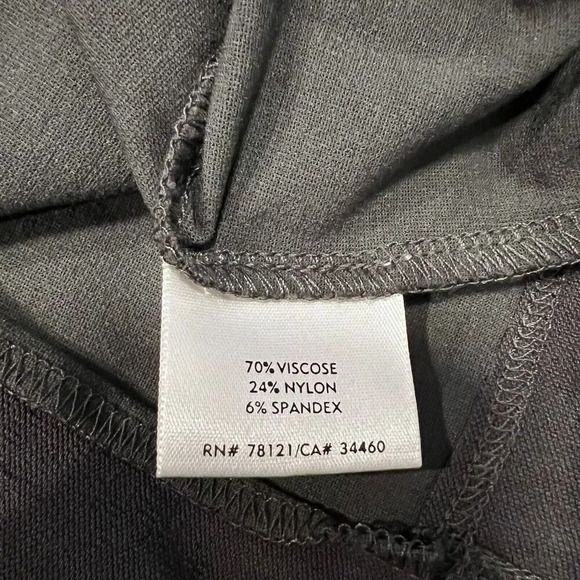 70% VISCOSE
24% NYLON
6% SPANDEX
RN# 78121/CA# 34460